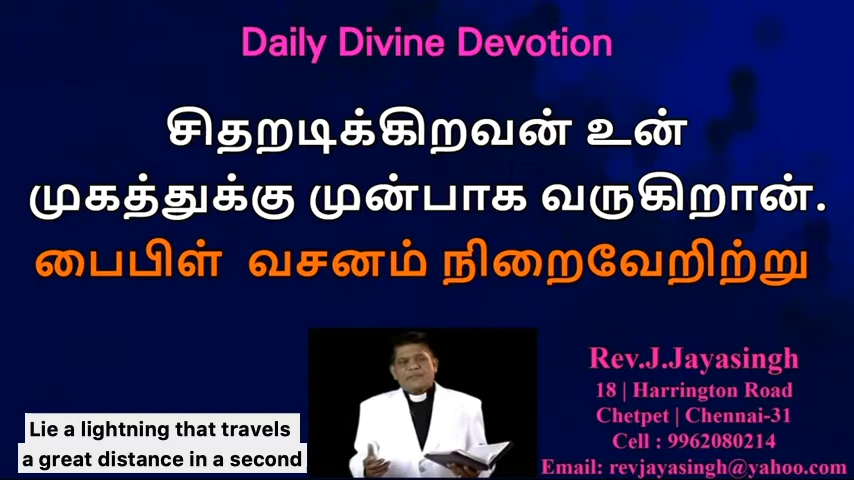 Daily Divine Devotion
சிதறடிக்கிறவன் உன்
முகத்துக்கு முன்பாக வருகிறான்.
பைபிள் வசனம் நிறைவேறிற்று
Rev.J.Jayasingh
18 | Harrington Road
Chetpet | Chennai-31
Cell : 9962080214
Email: revjayasingh@yahoo.com
Lie a lightning that travels
a great distance in a second